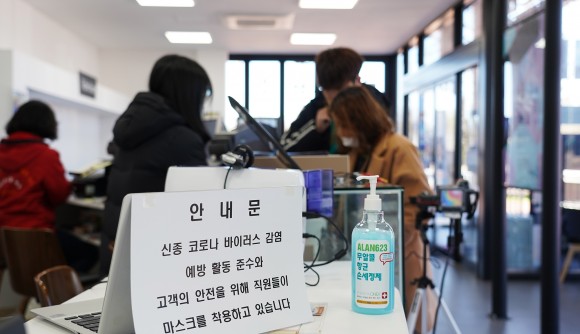 안 내 문
신종 코로나 바이러스 감염
예방 활동 준수와
고객의 안전을 위해 직원들이
마스크를 착용하고 있습니다
ALAN623
무알콜
항균
손세정제